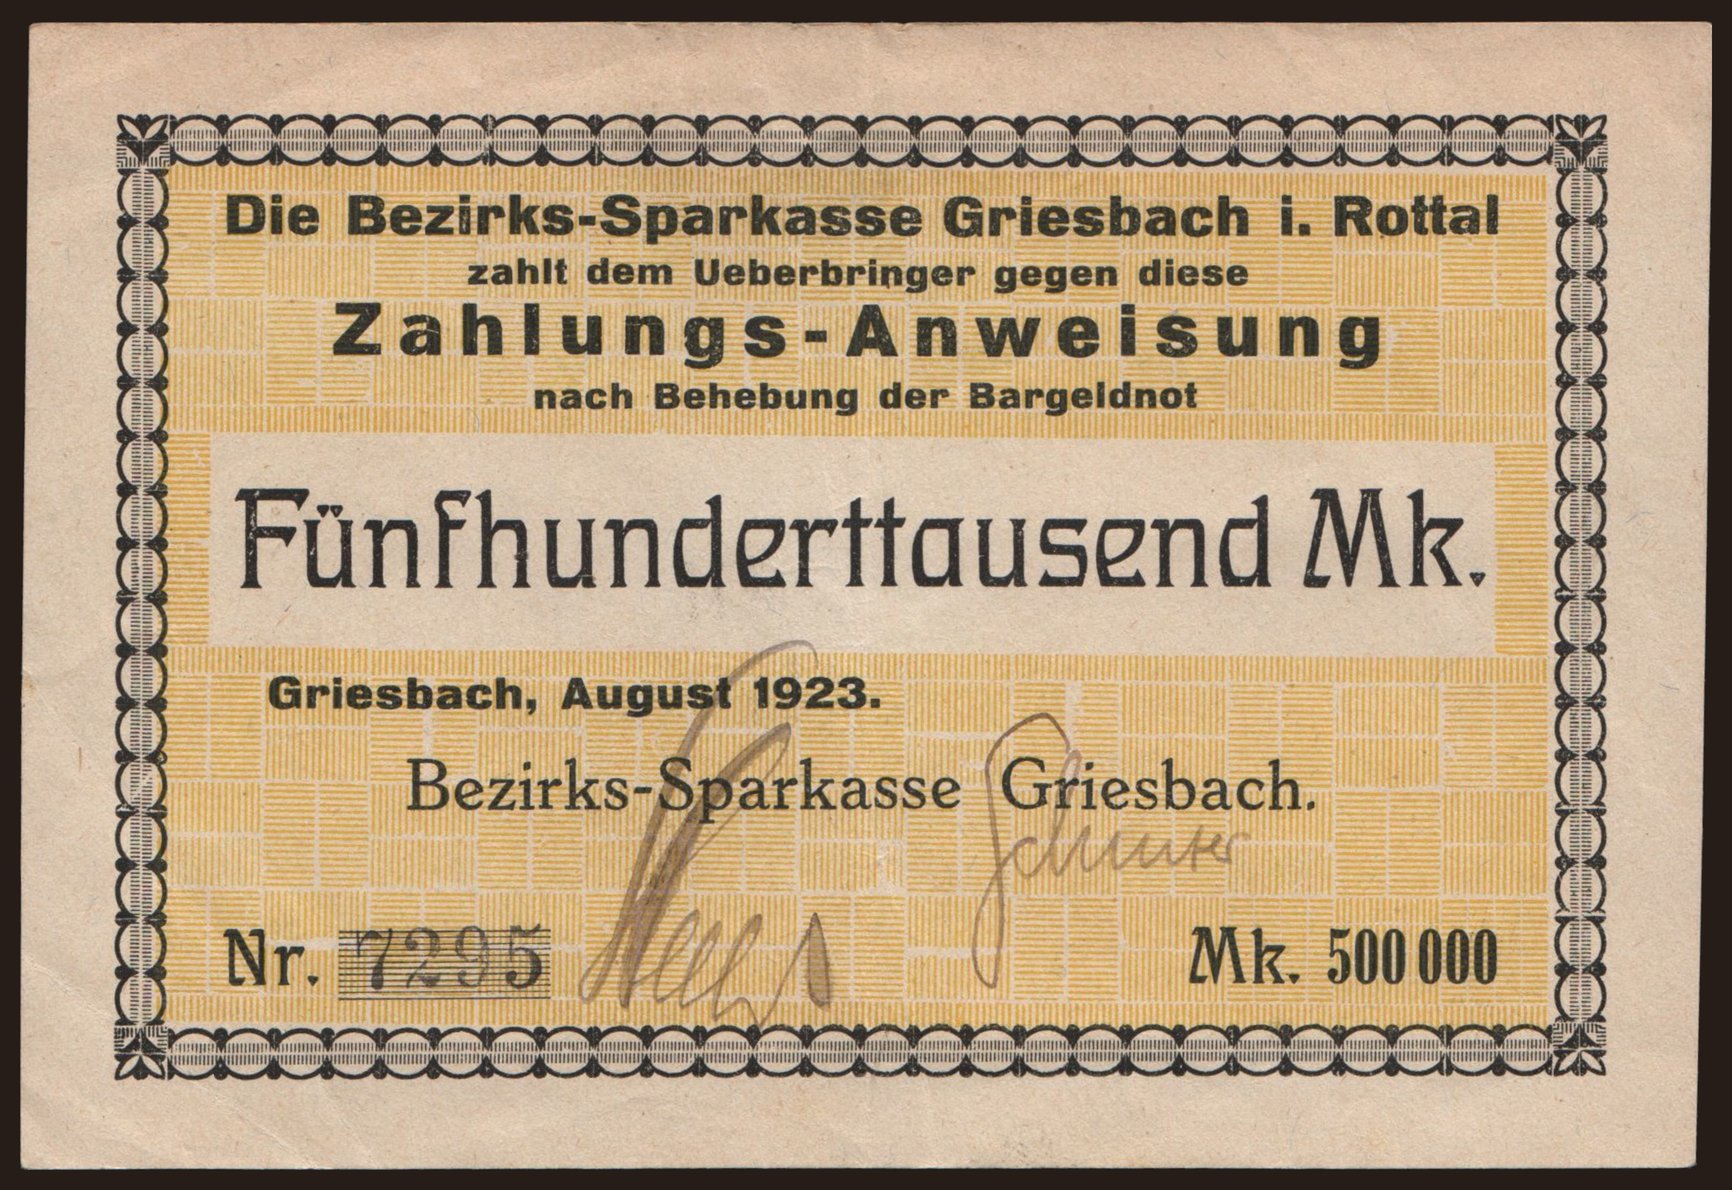 Die Bezirks-Sparkasse Griesbach i. Rottal
zahlt dem Ueberbringer gegen diese
Zahlungs-Anweisung
nach Behebung der Bargeldnot
Fünfhunderttausend Mk.
Griesbach, August 1923.
Bezirks-Sparkasse Griesbach.
Nr. 7295
Mk. 500 000